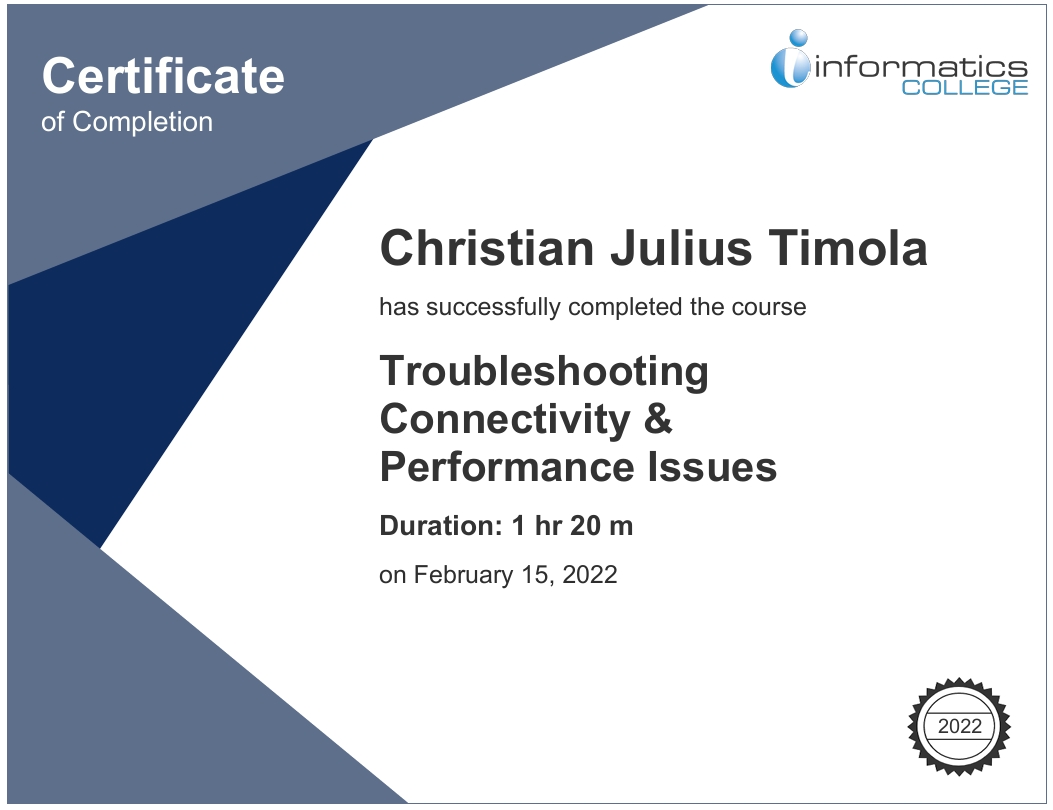 Certificate
of Completion
informatics
COLLEGE
Christian Julius Timola
has successfully completed the course
Troubleshooting
Connectivity &
Performance Issues
Duration: 1 hr 20 m
on February 15, 2022
2022